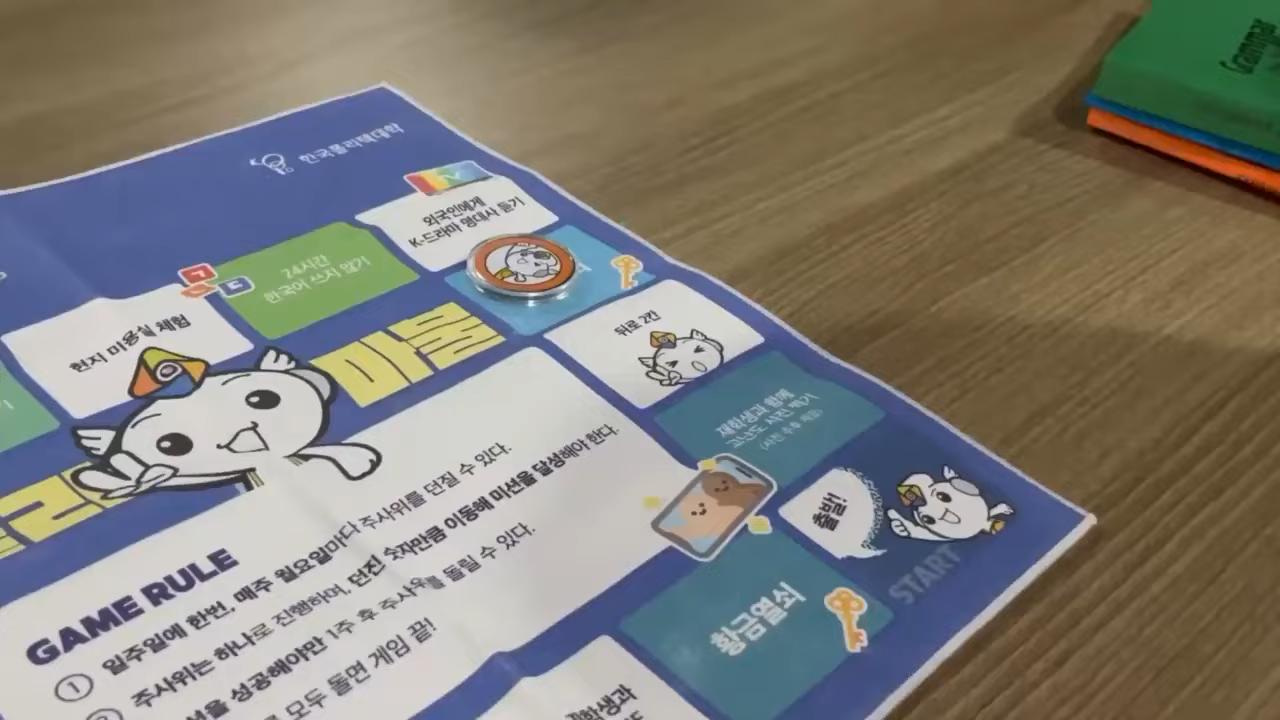 Grammar
한국폴리텍대학
외국인에게
K-드라마 명대사 듣기
24시간
한국어 쓰지 않기
현지 미용실 체험
뒤로 2칸
마블
재학생과 함께
고난도 사진 찍기
출발!
START
황금열쇠
GAME RULE
① 일주일에 한번, 매주 월요일마다 주사위를 던질 수 있다.
주사위는 하나로 진행하며, 던진 숫자만큼 이동해 미션을 달성해야 한다.
성공해야만 1주 후 주사위를 돌릴 수 있다.
모두 돌면 게임 끝!